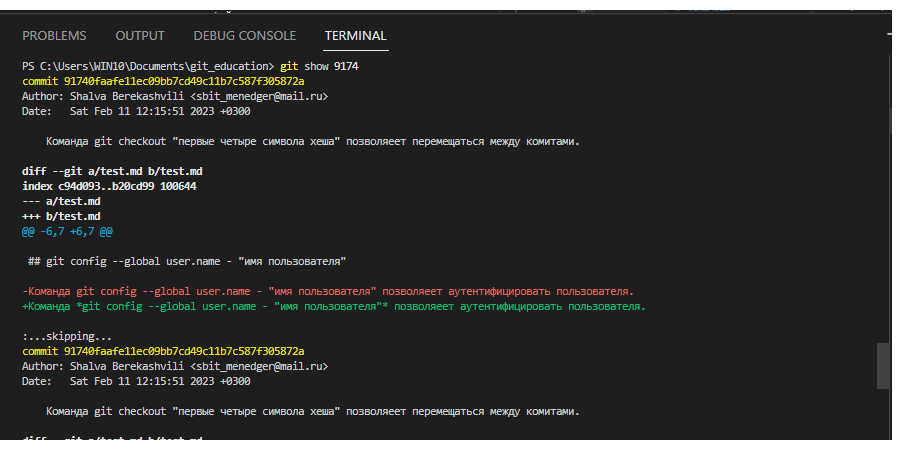 PROBLEMS OUTPUT DEBUG CONSOLE TERMINAL
PS C:\Users\WIN10\Documents\git_education> git show 9174
commit 91740faafe11ec09bb7cd49c11b7c587f305872a
Author: Shalva Berekashvili <sbit_menedger@mail.ru>
Date:   Sat Feb 11 12:15:51 2023 +0300
Команда git checkout "первые четыре символа хеша" позволяеет перемещаться между комитами.
diff --git a/test.md b/test.md
index c94d093..b20cd99 100644
--- a/test.md
+++ b/test.md
@@ -6,7 +6,7 @@
## git config --global user.name - "имя пользователя"
-Команда git config --global user.name - "имя пользователя" позволяеет аутентифицировать пользователя.
+Команда *git config --global user.name - "имя пользователя"* позволяеет аутентифицировать пользователя.
:...skipping...
commit 91740faafe11ec09bb7cd49c11b7c587f305872a
Author: Shalva Berekashvili <sbit_menedger@mail.ru>
Date:   Sat Feb 11 12:15:51 2023 +0300
Команда git checkout "первые четыре символа хеша" позволяеет перемещаться между комитами.
diff --git a/test.md b/test.md